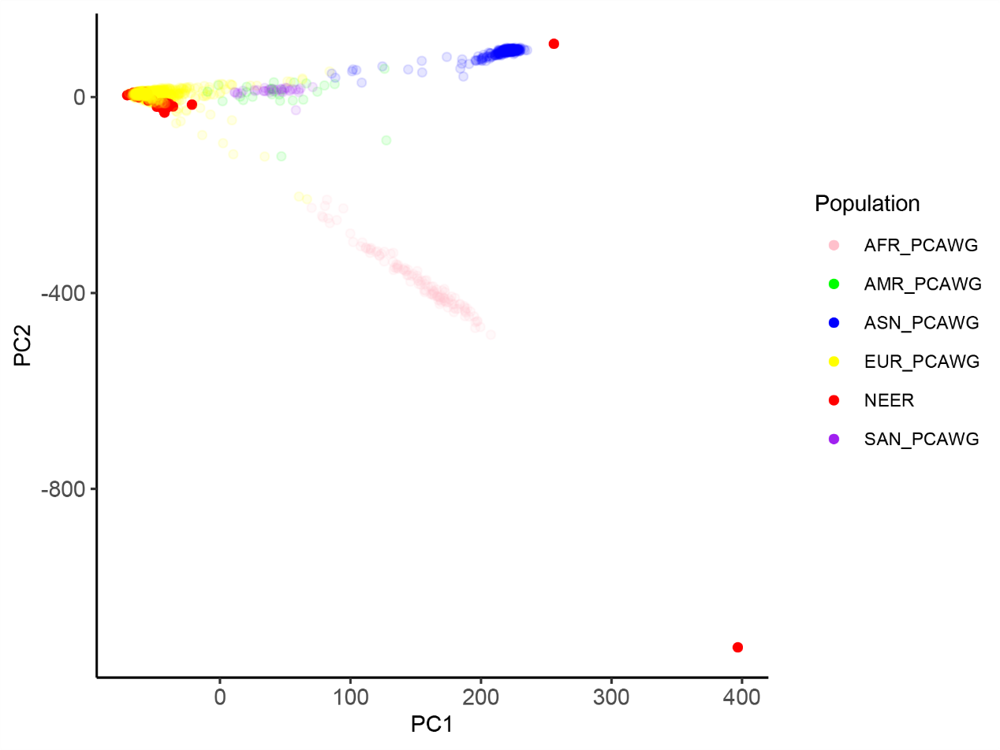 0
-400
-800
PC2
0
100
200
300
400
PC1
Population
AFR_PCAWG
AMR_PCAWG
ASN_PCAWG
EUR_PCAWG
NEER
SAN_PCAWG